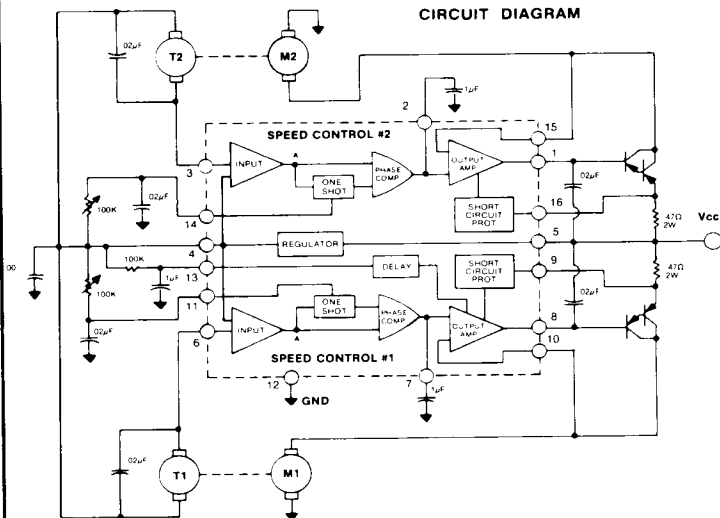 CIRCUIT DIAGRAM
.02µF
T2
M2
1µF
2
SPEED CONTROL #2
15
3
INPUT
A
PHASE COMP
OUTPUT AMP
1
ONE SHOT
.02µF
.02µF
100K
14
SHORT CIRCUIT PROT
16
47Ω 2W
Vcc
4
REGULATOR
5
00
100K
13
DELAY
SHORT CIRCUIT PROT
9
47Ω 2W
100K
1µF
11
ONE SHOT
.02µF
.02µF
6
INPUT
A
PHASE COMP
OUTPUT AMP
8
10
SPEED CONTROL #1
12
GND
7
1µF
.02µF
T1
M1